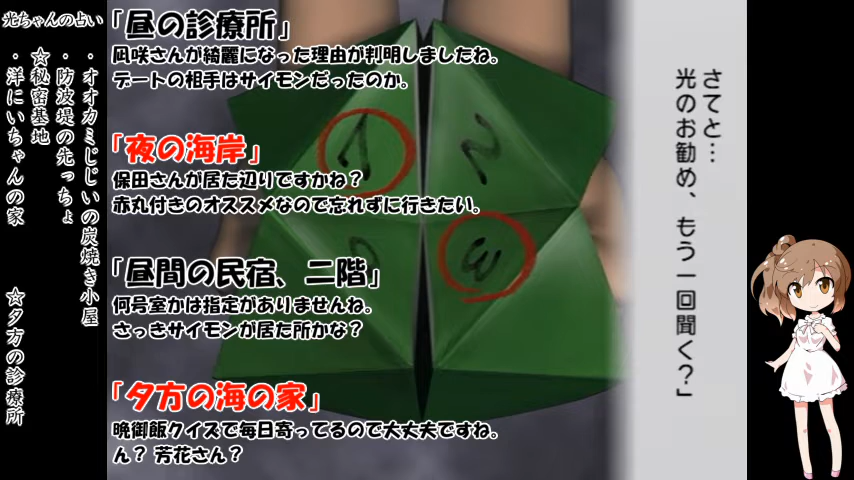 光ちゃんの占い
・オオカミじじいの炭焼き小屋
・防波堤の先っちょ
☆秘密基地
・洋にいちゃんの家
☆夕方の診療所
「昼の診療所」
凪咲さんが綺麗になった理由が判明しましたね。
デートの相手はサイモンだったのか。
「夜の海岸」
保田さんが居た辺りですかね？
赤丸付きのオススメなので忘れずに行きたい。
「昼間の民宿、二階」
何号室かは指定がありませんね。
さっきサイモンが居た所かな？
「夕方の海の家」
晩御飯クイズで毎日寄ってるので大丈夫ですね。
ん？ 芳花さん？
1
2
3
さてと…
光のお勧め、もう一回聞く？」